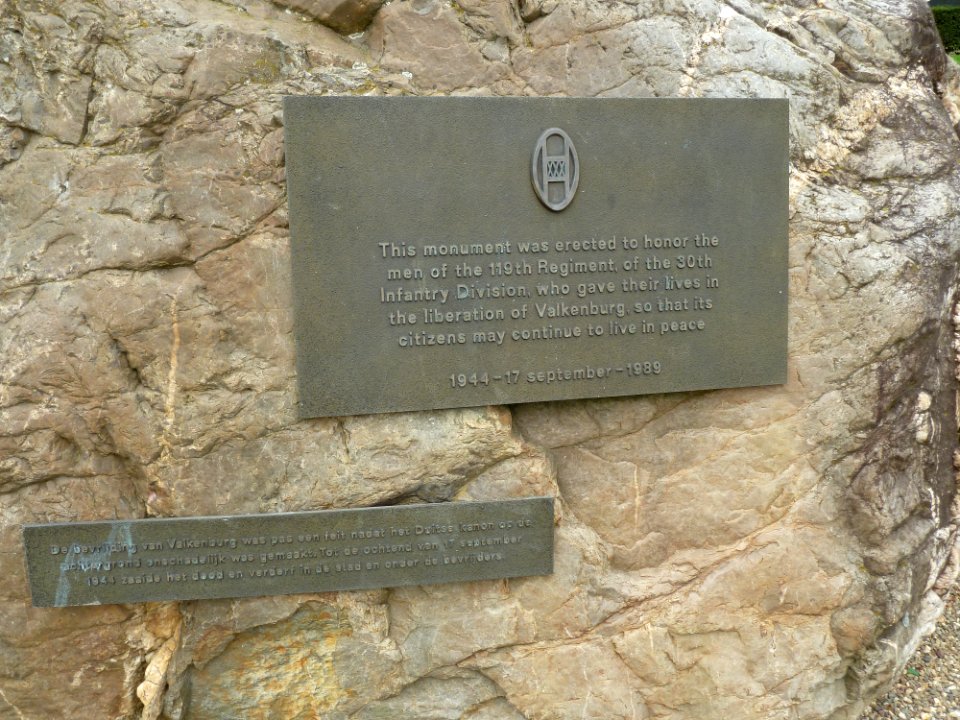 XXX
This monument was erected to honor the
men of the 119th Regiment, of the 30th
Infantry Division, who gave their lives in
the liberation of Valkenburg, so that its
citizens may continue to live in peace
1944-17 september-1989
De bevrijding van Valkenburg was pas een feit nadat het Duitse kanon op de
achtergrond onschadelijk was gemaakt. Tot de ochtend van 17 september
1944 zaaide het dood en verderf in de stad en onder de bevrijders